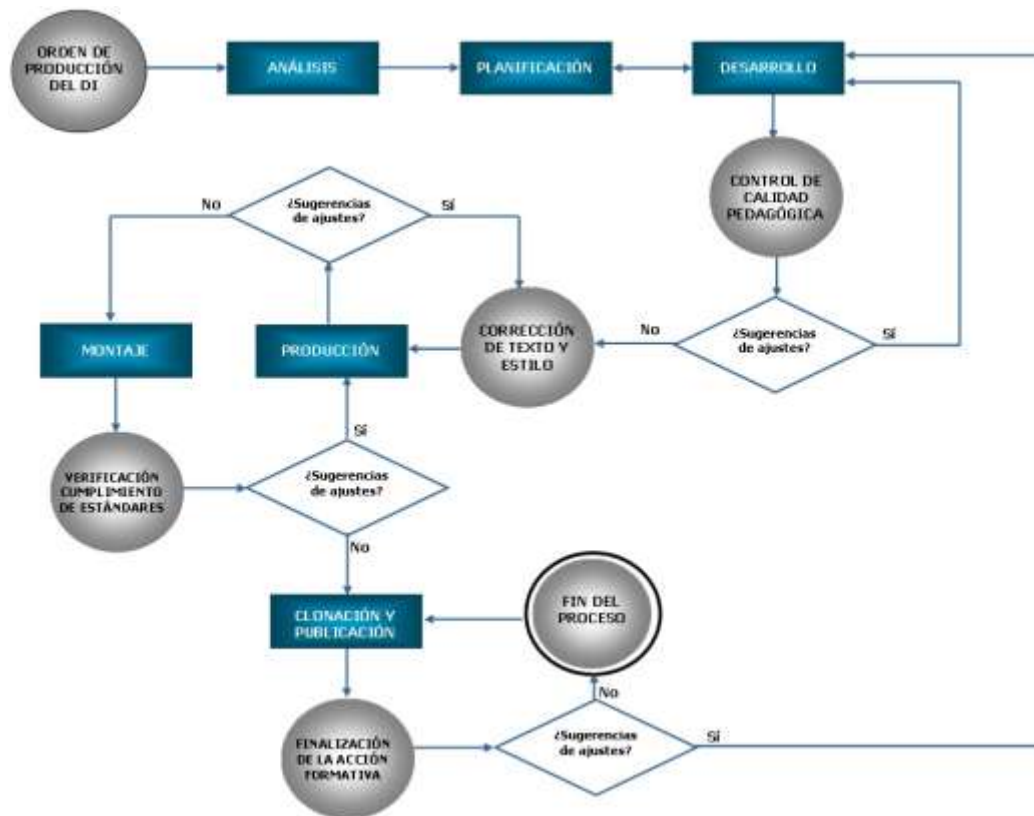 ORDEN DE
PRODUCCIÓN
DEL DI
ANÁLISIS
PLANIFICACIÓN
DESARROLLO
CONTROL DE
CALIDAD
PEDAGÓGICA
¿Sugerencias
de ajustes?
No
Sí
¿Sugerencias
de ajustes?
No
Sí
CORRECCIÓN
DE TEXTO Y
ESTILO
PRODUCCIÓN
MONTAJE
VERIFICACIÓN
CUMPLIMIENTO
DE ESTÁNDARES
Sí
¿Sugerencias
de ajustes?
No
CLONACIÓN Y
PUBLICACIÓN
FIN DEL
PROCESO
FINALIZACIÓN
DE LA ACCIÓN
FORMATIVA
No
¿Sugerencias
de ajustes?
Sí